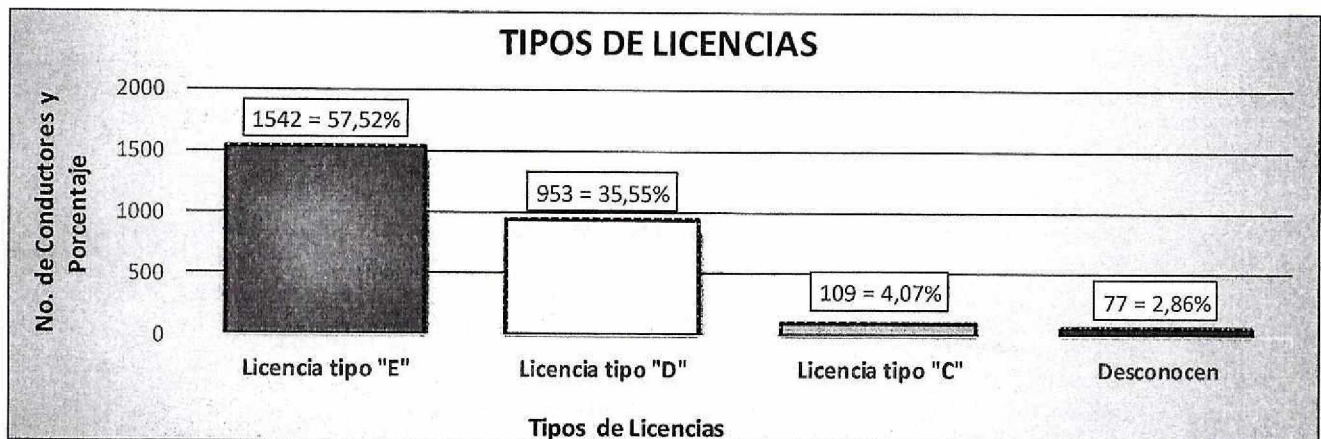 TIPOS DE LICENCIAS
No. de Conductores y
Porcentaje
2000
1500
1000
500
0
1542 = 57,52%
953 = 35,55%
109 = 4,07%
77 = 2,86%
Licencia tipo "E"
Licencia tipo "D"
Licencia tipo "C"
Desconocen
Tipos de Licencias